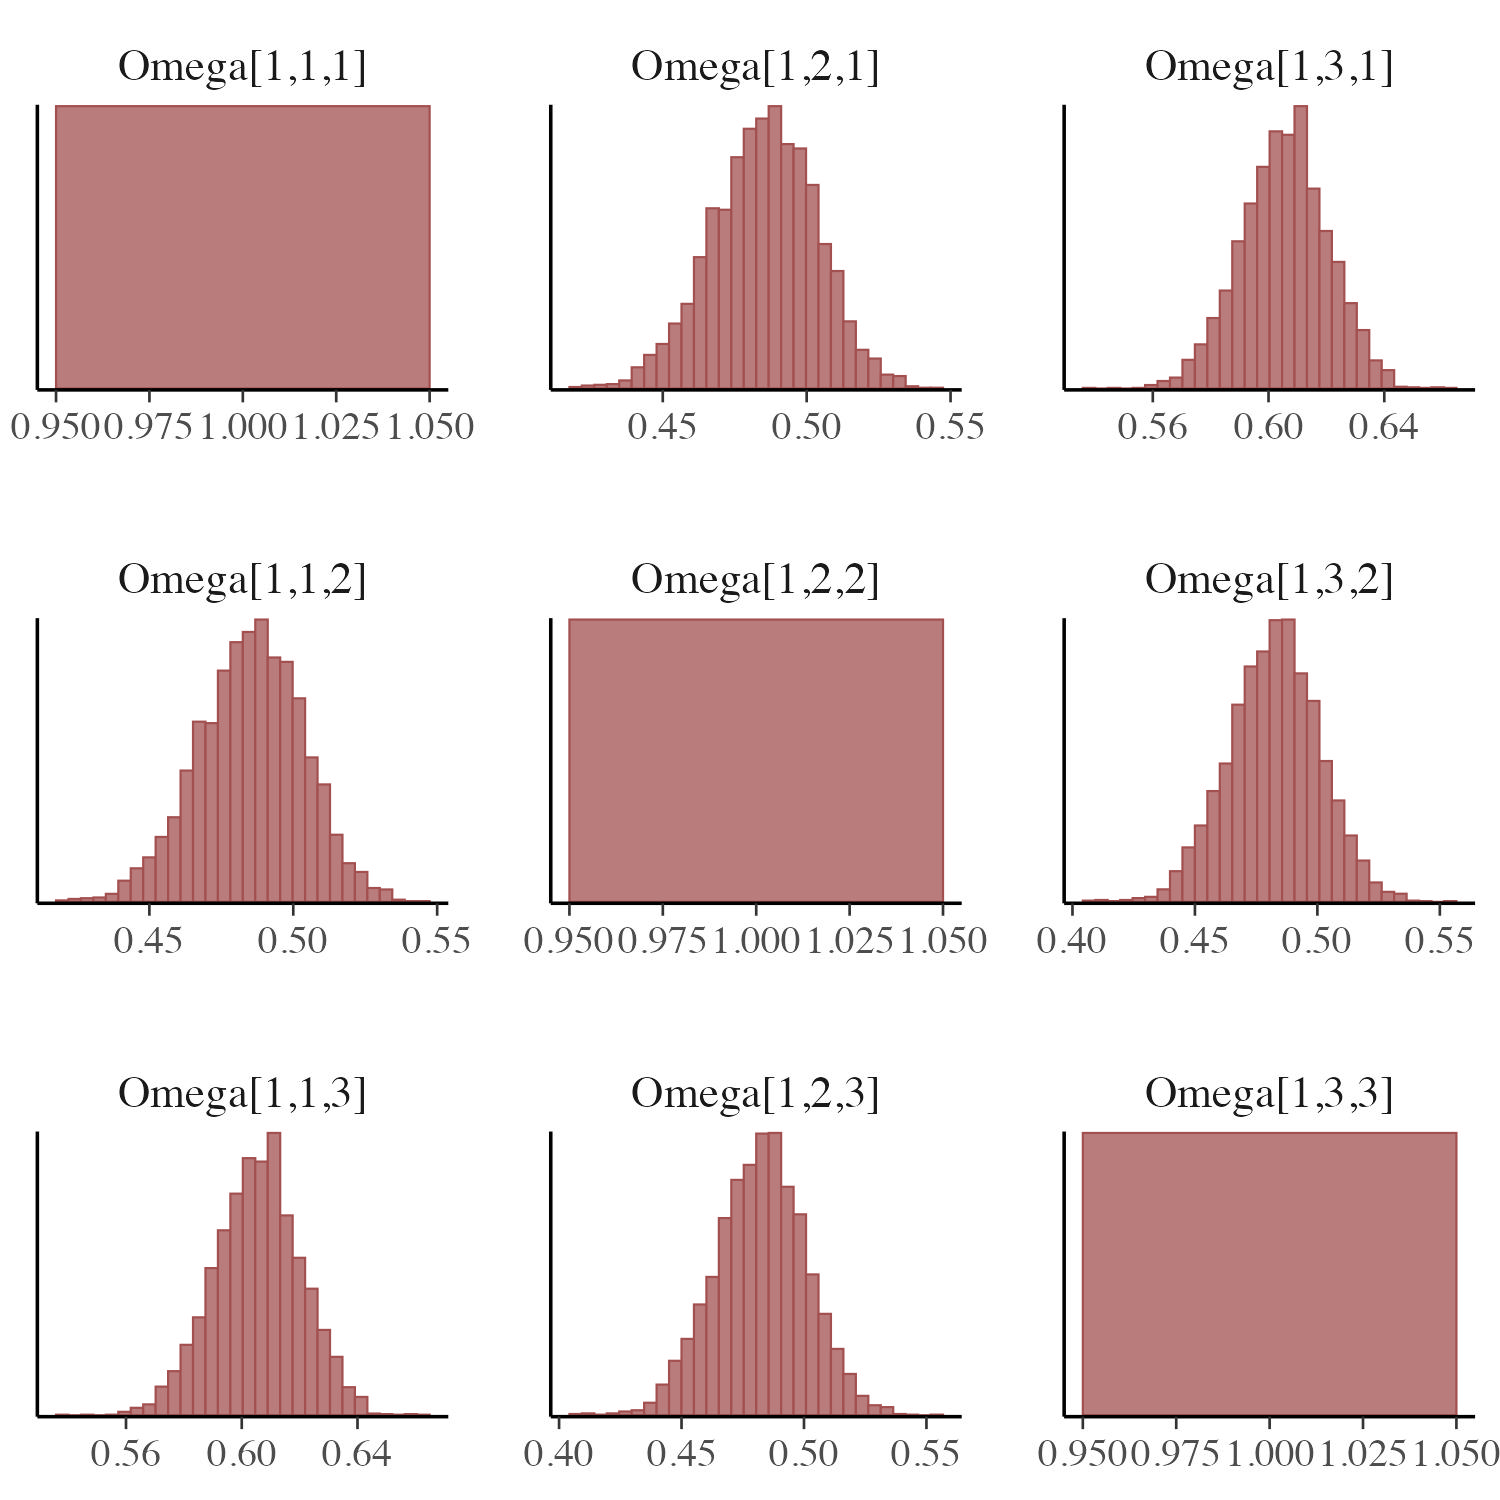 Omega[1,1,1] Omega[1,2,1] Omega[1,3,1]
0.950 0.975 1.000 1.025 1.050 0.45 0.50 0.55 0.56 0.60 0.64
Omega[1,1,2] Omega[1,2,2] Omega[1,3,2]
0.45 0.50 0.55 0.950 0.975 1.000 1.025 1.050 0.40 0.45 0.50 0.55
Omega[1,1,3] Omega[1,2,3] Omega[1,3,3]
0.56 0.60 0.64 0.40 0.45 0.50 0.55 0.950 0.975 1.000 1.025 1.050